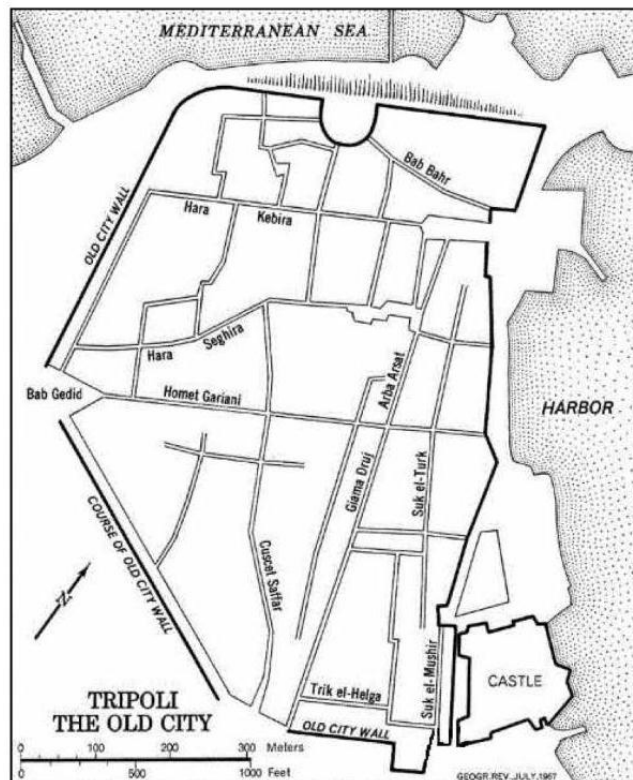 MEDITERRANEAN SEA
OLD CITY WALL
Bab Bahr
Hara
Kebira
Hara
Seghira
Bab Gedid
Homet Gariani
Arba Arsat
HARBOR
Giama Druj
Suk el-Turk
COURSE OF OLD CITY WALL
Cuscet Saffar
N
Trik el-Helga
Suk el-Mushir
CASTLE
OLD CITY WALL
TRIPOLI
THE OLD CITY
0 100 200 300 Meters
0 500 1000 Feet
GEOGR. REV., JULY, 1967